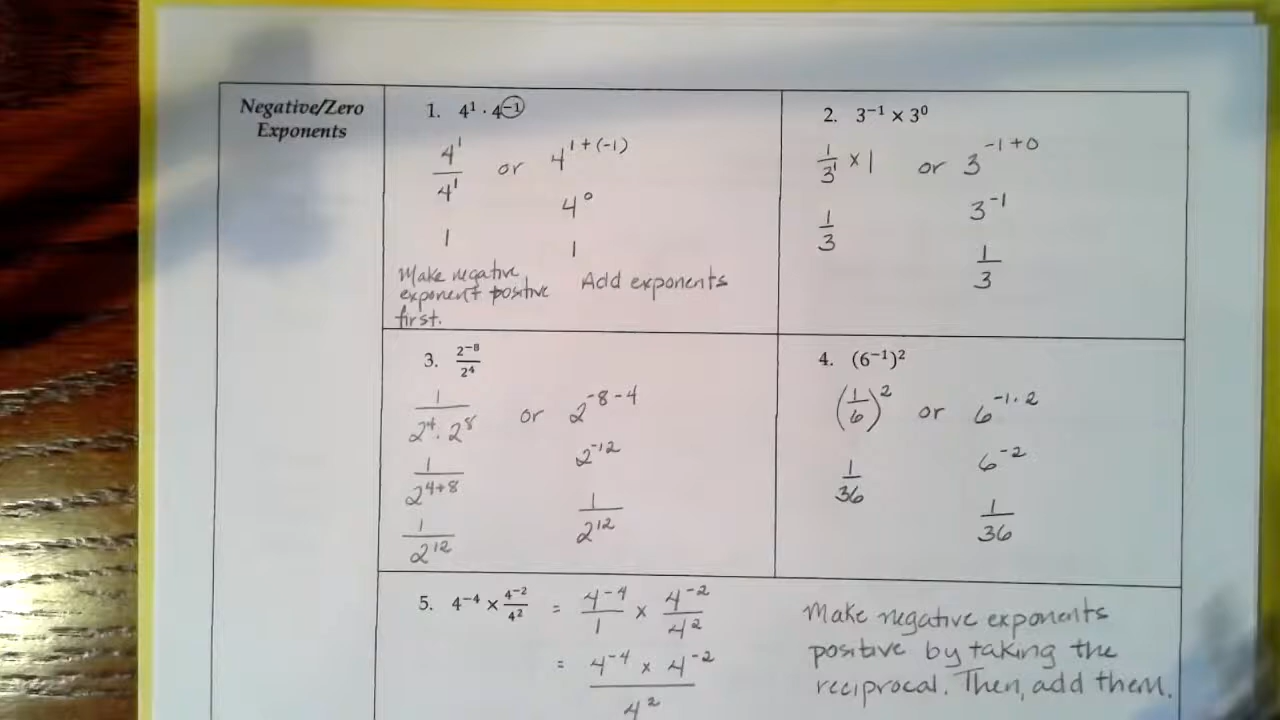 Negative/Zero
Exponents
1. 4¹ · 4⁻¹
4¹/4¹ or 4¹⁺⁽⁻¹⁾
4⁰
1 1
Make negative
exponent positive
first.
Add exponents
2. 3⁻¹ × 3⁰
1/3¹ × 1 or 3⁻¹⁺⁰
1/3 3⁻¹
1/3
3. 2⁻⁸/2⁴
1/(2⁴ · 2⁸) or 2⁻⁸⁻⁴
1/2⁴⁺⁸ 2⁻¹²
1/2¹² 1/2¹²
4. (6⁻¹)²
(1/6)² or 6^(-1·2)
1/36 6⁻²
1/36
5. 4⁻⁴ × 4⁻²/4² = 4⁻⁴/1 × 4⁻²/4²
= (4⁻⁴ × 4⁻²)/4²
Make negative exponents
positive by taking the
reciprocal. Then, add them.